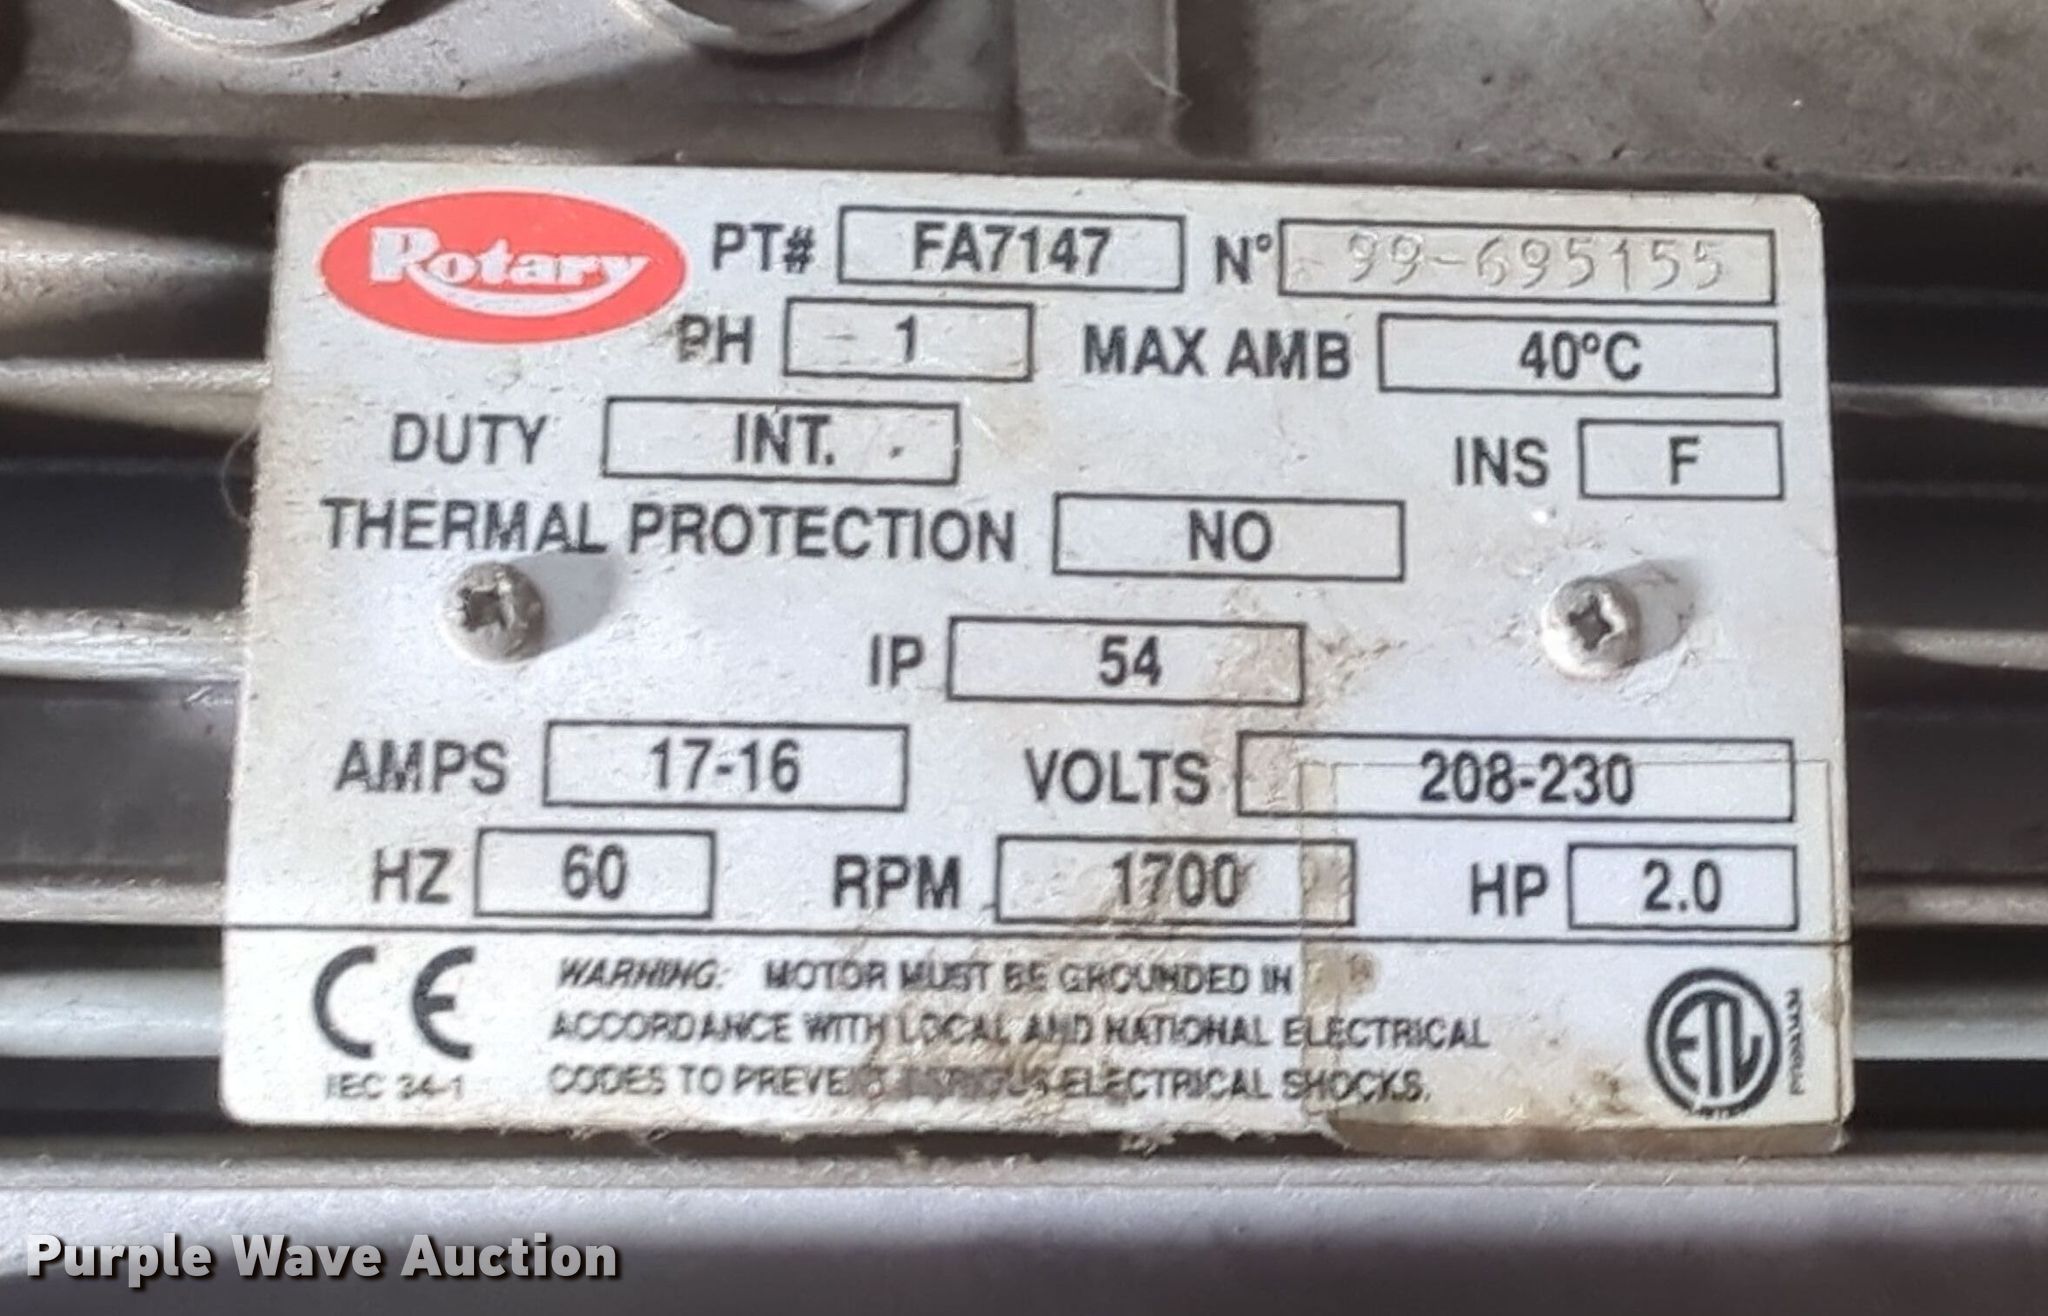 Rotary PT# FA7147 N° 99-695155
PH 1 MAX AMB 40°C
DUTY INT. INS F
THERMAL PROTECTION NO
IP 54
AMPS 17-16 VOLTS 208-230
HZ 60 RPM 1700 HP 2.0
CE WARNING: MOTOR MUST BE GROUNDED IN
ACCORDANCE WITH LOCAL AND NATIONAL ELECTRICAL
IEC 34-1 CODES TO PREVENT SERIOUS ELECTRICAL SHOCKS.
ETL
Purple Wave Auction